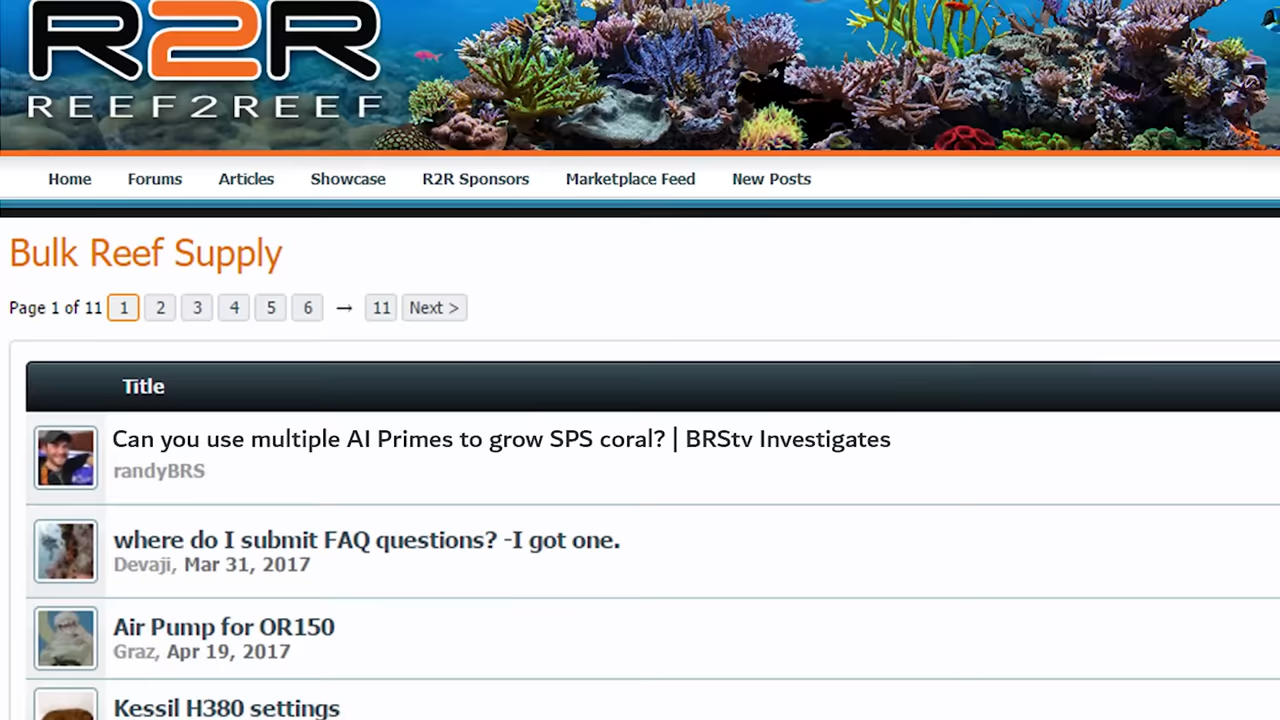 R2R
REEF2REEF
Home Forums Articles Showcase R2R Sponsors Marketplace Feed New Posts
Bulk Reef Supply
Page 1 of 11 1 2 3 4 5 6 → 11 Next >
Title
Can you use multiple AI Primes to grow SPS coral? | BRStv Investigates
randyBRS
where do I submit FAQ questions? -I got one.
Devaji, Mar 31, 2017
Air Pump for OR150
Graz, Apr 19, 2017
Kessil H380 settings